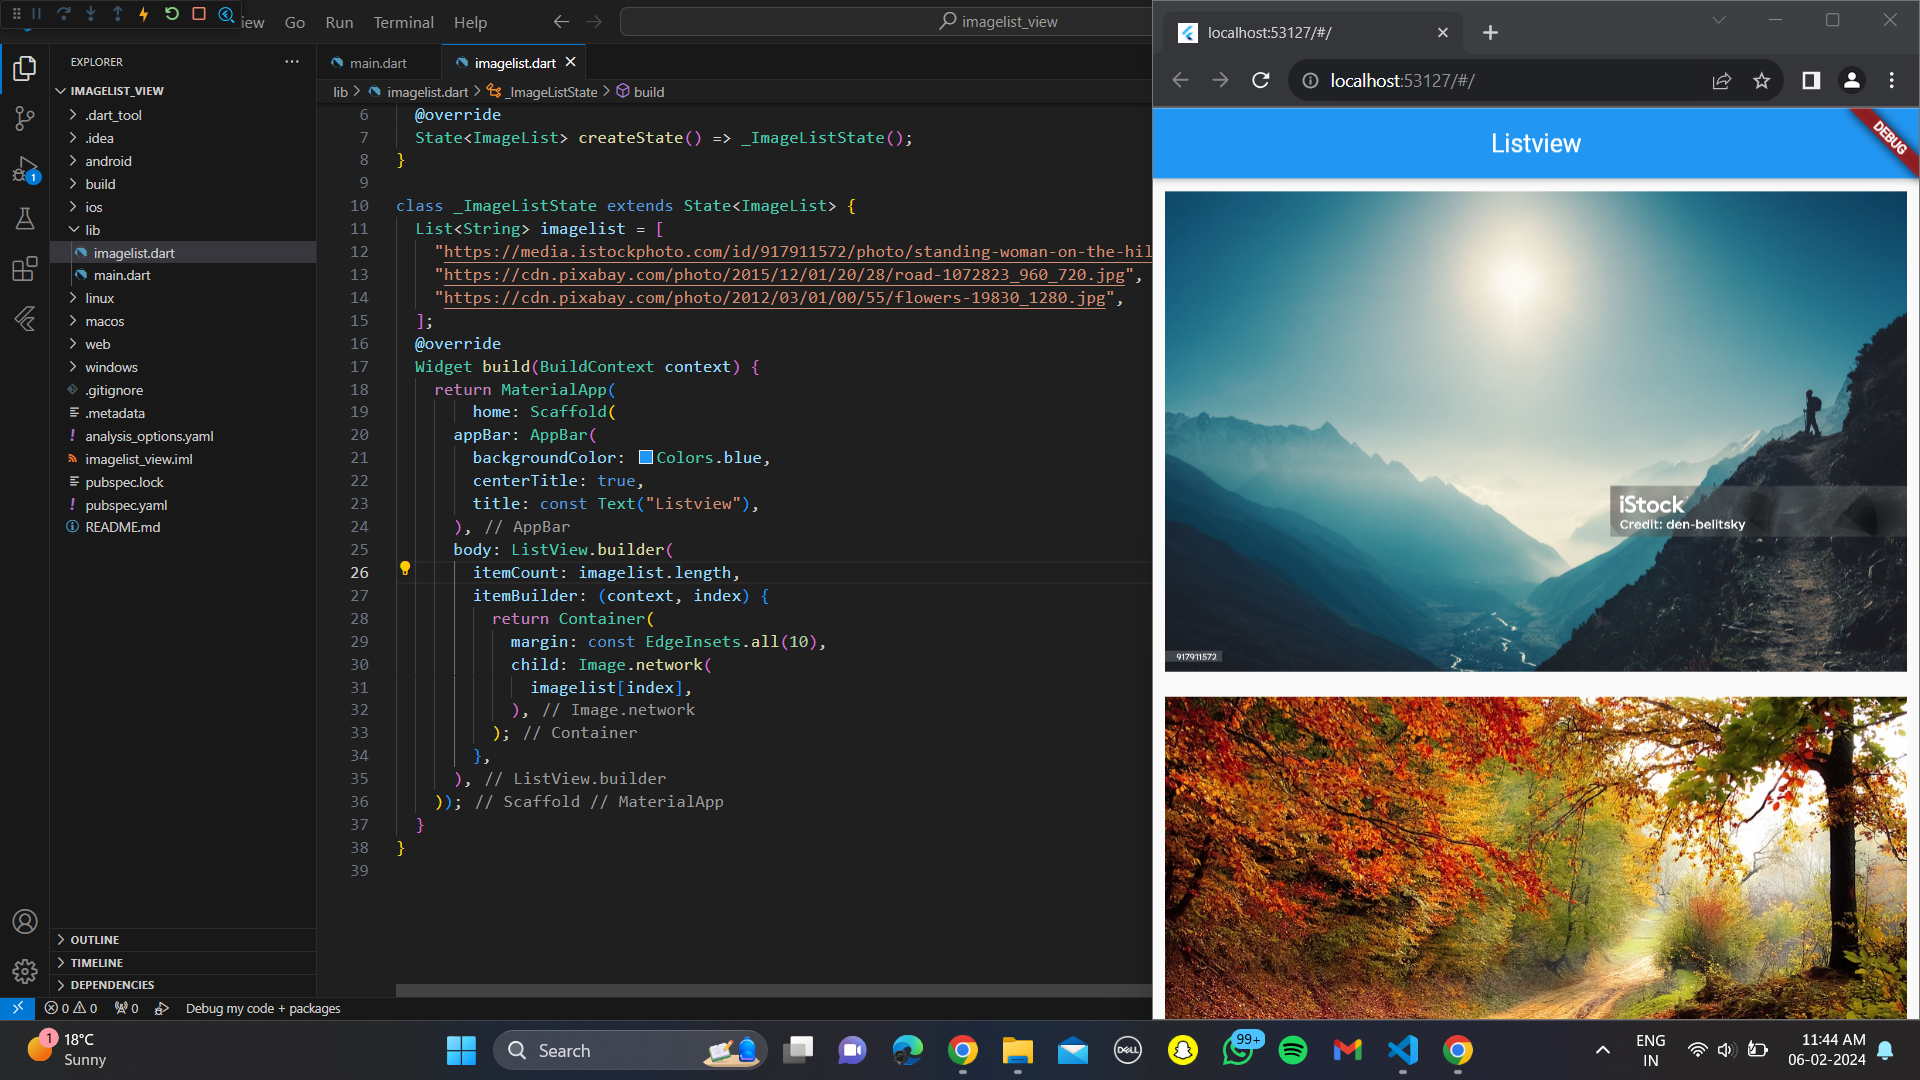 iew Go Run Terminal Help
imagelist_view
EXPLORER
IMAGELIST_VIEW
.dart_tool
.idea
android
build
ios
lib
imagelist.dart
main.dart
linux
macos
web
windows
.gitignore
.metadata
analysis_options.yaml
imagelist_view.iml
pubspec.lock
pubspec.yaml
README.md
OUTLINE
TIMELINE
DEPENDENCIES
main.dart imagelist.dart
lib > imagelist.dart > _ImageListState > build
6 @override
7 State<ImageList> createState() => _ImageListState();
8 }
9
10 class _ImageListState extends State<ImageList> {
11 List<String> imagelist = [
12 "https://media.istockphoto.com/id/917911572/photo/standing-woman-on-the-hil
13 "https://cdn.pixabay.com/photo/2015/12/01/20/28/road-1072823_960_720.jpg",
14 "https://cdn.pixabay.com/photo/2012/03/01/00/55/flowers-19830_1280.jpg",
15 ];
16 @override
17 Widget build(BuildContext context) {
18 return MaterialApp(
19 home: Scaffold(
20 appBar: AppBar(
21 backgroundColor: Colors.blue,
22 centerTitle: true,
23 title: const Text("Listview"),
24 ), // AppBar
25 body: ListView.builder(
26 itemCount: imagelist.length,
27 itemBuilder: (context, index) {
28 return Container(
29 margin: const EdgeInsets.all(10),
30 child: Image.network(
31 imagelist[index],
32 ), // Image.network
33 ); // Container
34 },
35 ), // ListView.builder
36 )); // Scaffold // MaterialApp
37 }
38 }
39
1
0 0 0 Debug my code + packages
localhost:53127/#/
localhost:53127/#/
Listview
DEBUG
iStock
Credit: den-belitsky
917911572
1
18°C
Sunny
Search
DELL
99+
ENG
IN
11:44 AM
06-02-2024